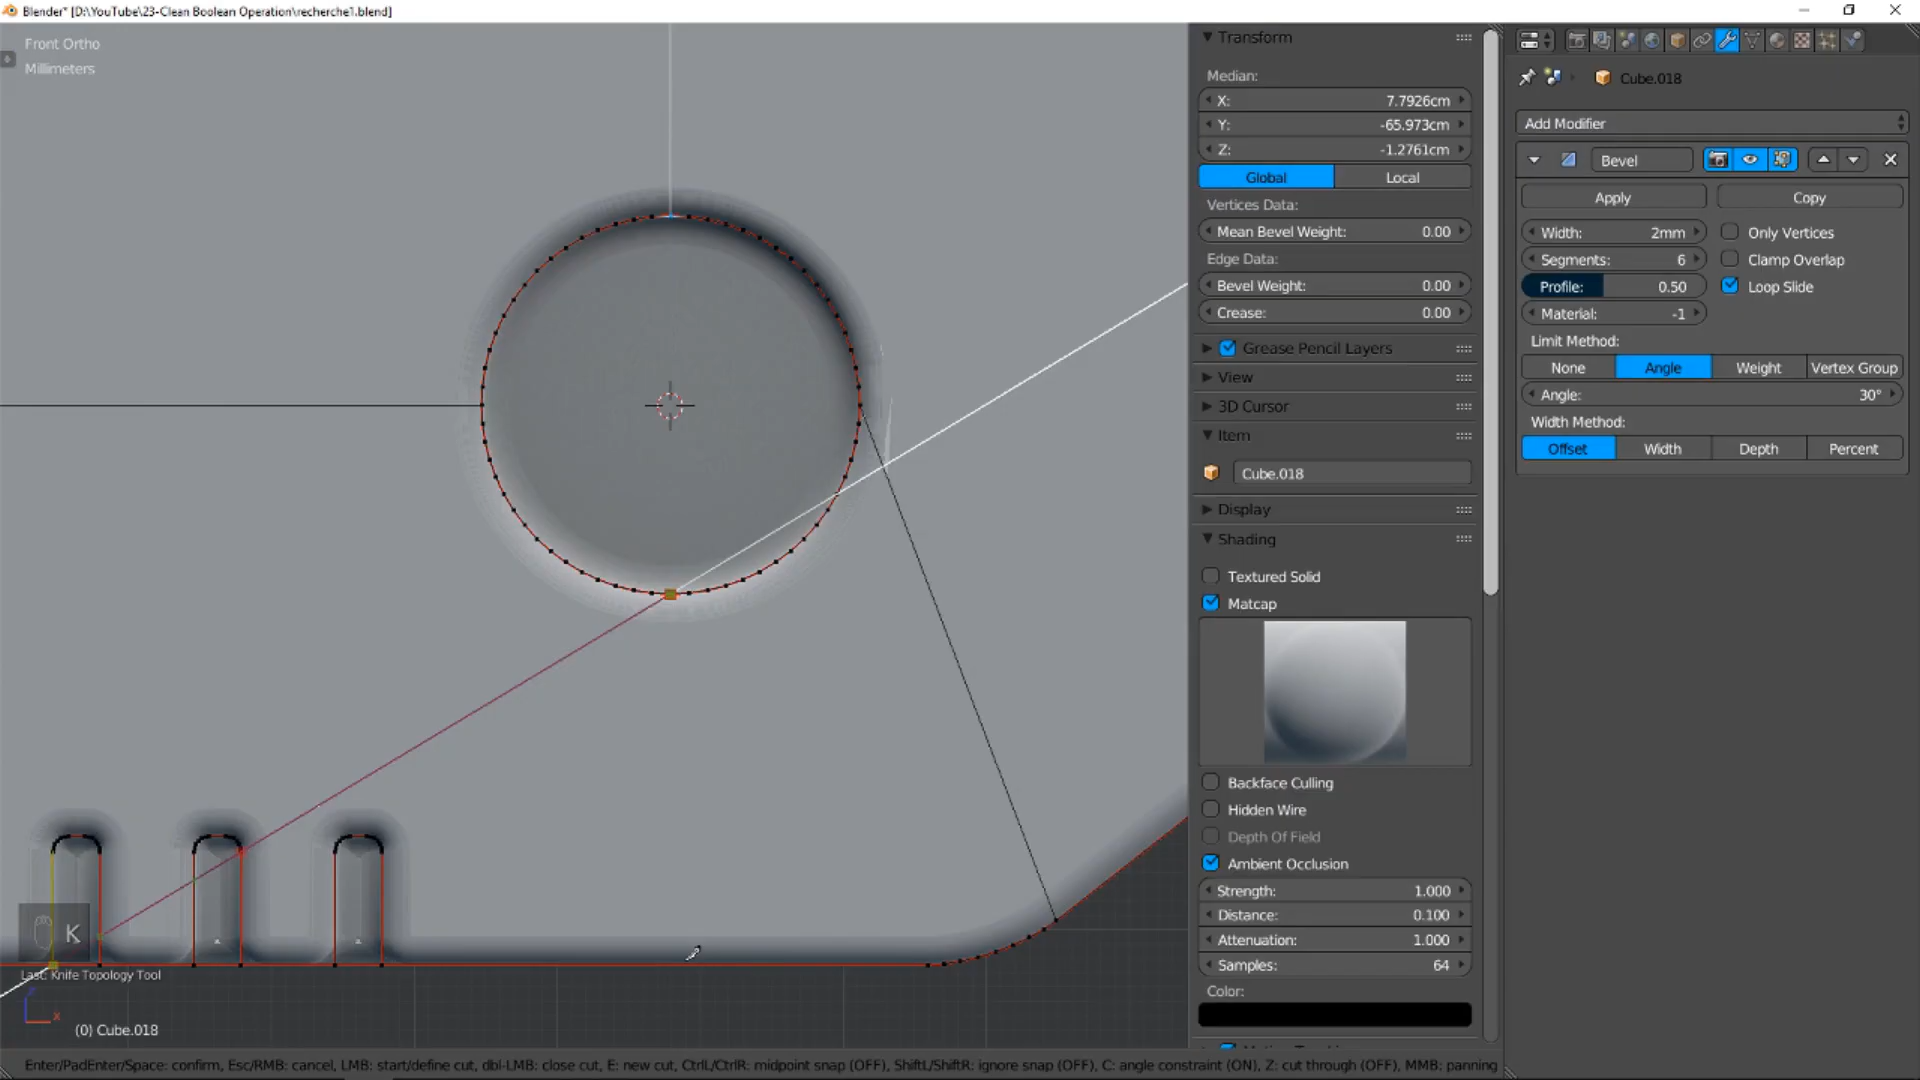 Blender* [D:\YouTube\23-Clean Boolean Operation\recherche1.blend]
Front Ortho
Millimeters
K
Last: Knife Topology Tool
x
(0) Cube.018
Enter/PadEnter/Space: confirm, Esc/RMB: cancel, LMB: start/define cut, dbl-LMB: close cut, E: new cut, CtrlL/CtrlR: midpoint snap (OFF), ShiftL/ShiftR: ignore snap (OFF), C: angle constraint (ON), Z: cut through (OFF), MMB: panning
Transform
Median:
X: 7.7926cm
Y: -65.973cm
Z: -1.2761cm
Global Local
Vertices Data:
Mean Bevel Weight: 0.00
Edge Data:
Bevel Weight: 0.00
Crease: 0.00
Grease Pencil Layers
View
3D Cursor
Item
Cube.018
Display
Shading
Textured Solid
Matcap
Backface Culling
Hidden Wire
Depth Of Field
Ambient Occlusion
Strength: 1.000
Distance: 0.100
Attenuation: 1.000
Samples: 64
Color:
Cube.018
Add Modifier
Bevel
Apply Copy
Width: 2mm Only Vertices
Segments: 6 Clamp Overlap
Profile: 0.50 Loop Slide
Material: -1
Limit Method:
None Angle Weight Vertex Group
Angle: 30°
Width Method:
Offset Width Depth Percent